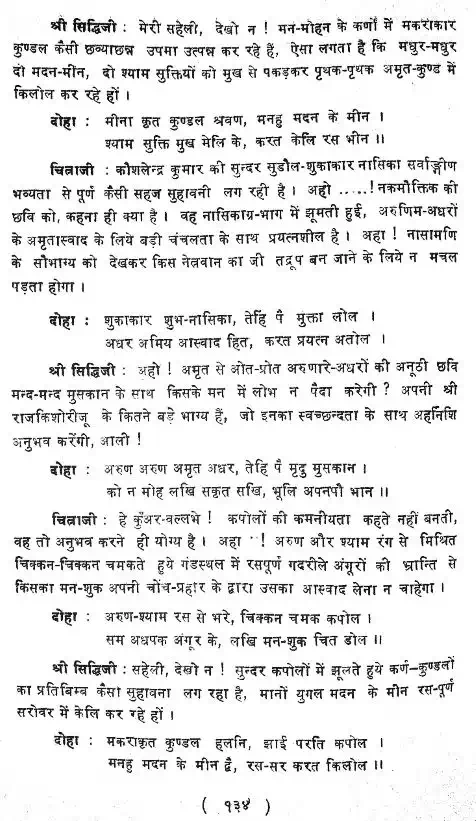 श्री सिद्धिजी : मेरी सहेली, देखो न ! मन-मोहन के कर्णों में मकराकार
कुण्डल कैसी छव्याछन्न उपमा उत्पन्न कर रहे हैं, ऐसा लगता है कि मधुर-मधुर
दो मदन-मीन, दो श्याम सुक्तियों को मुख से पकड़कर पृथक-पृथक अमृत-कुण्ड में
किलोल कर रहे हों ।
दोहा : मीना कृत कुण्डल श्रवण, मनहु मदन के मीन ।
श्याम सुक्ति मुख मेलि के, करत केलि रस भीन ।।
चित्राजी : कौशलेन्द्र कुमार की सुन्दर सुडौल-शुकाकार नासिका सर्वाङ्गीण
भव्यता से पूर्ण कैसी सहज सुहावनी लग रही है । अहो .....! नकमौक्तिक की
छवि को, कहना ही क्या है । वह नासिकाग्र-भाग में झूमती हुई, अरुणिम-अधरों
के अमृतास्वाद के लिये बड़ी चंचलता के साथ प्रयत्नशील है । अहा ! नासामणि
के सौभाग्य को देखकर किस नेत्रवान का जी तद्रूप बन जाने के लिये न मचल
पड़ता होगा ।
दोहा : शुकाकार शुभ-नासिका, तेहि पै मुक्ता लोल ।
अधर अमिय आस्वाद हित, करत प्रयत्न अतोल ।।
श्री सिद्धिजी : अहो ! अमृत से ओत-प्रोत अरुणारे-अधरों की अनूठी छवि
मन्द-मन्द मुसकान के साथ किसके मन में लोभ न पैदा करेगी ? अपनी श्री
राजकिशोरीजू के कितने बड़े भाग्य हैं, जो इनका स्वच्छन्दता के साथ अहर्निशि
अनुभव करेंगी, आली !
दोहा : अरुण अरुण अमृत अधर, तेहि पै मृदु मुसकान ।
को न मोह लखि सकृत सखि, भूलि अपनपौ भान ।।
चित्राजी : हे कुँअर-वल्लभे ! कपोलों की कमनीयता कहते नहीं बनती,
वह तो अनुभव करने ही योग्य है । अहा ! अरुण और श्याम रंग से मिश्रित
चिक्कन-चिक्कन चमकते हुये गंडस्थल में रसपूर्ण गदरीले अंगूरों की भ्रान्ति से
किसका मन-शुक अपनी चोंच-प्रहार के द्वारा उसका आस्वाद लेना न चाहेगा ।
दोहा : अरुण-श्याम रस से भरे, चिक्कन चमक कपोल ।
सम अधपक अंगूर के, लखि मन-शुक चित डोल ।।
श्री सिद्धिजी : सहेली, देखो न ! सुन्दर कपोलों में झूलते हुये कर्ण-कुण्डलों
का प्रतिबिम्ब कैसा सुहावना लग रहा है, मानों युगल मदन के मीन रस-पूर्ण
सरोवर में केलि कर रहे हों ।
दोहा : मकराकृत कुण्डल हलनि, झाई परति कपोल ।
मनहु मदन के मीन द्वै, रस-सर करत किलोल ।।
( १३४ )